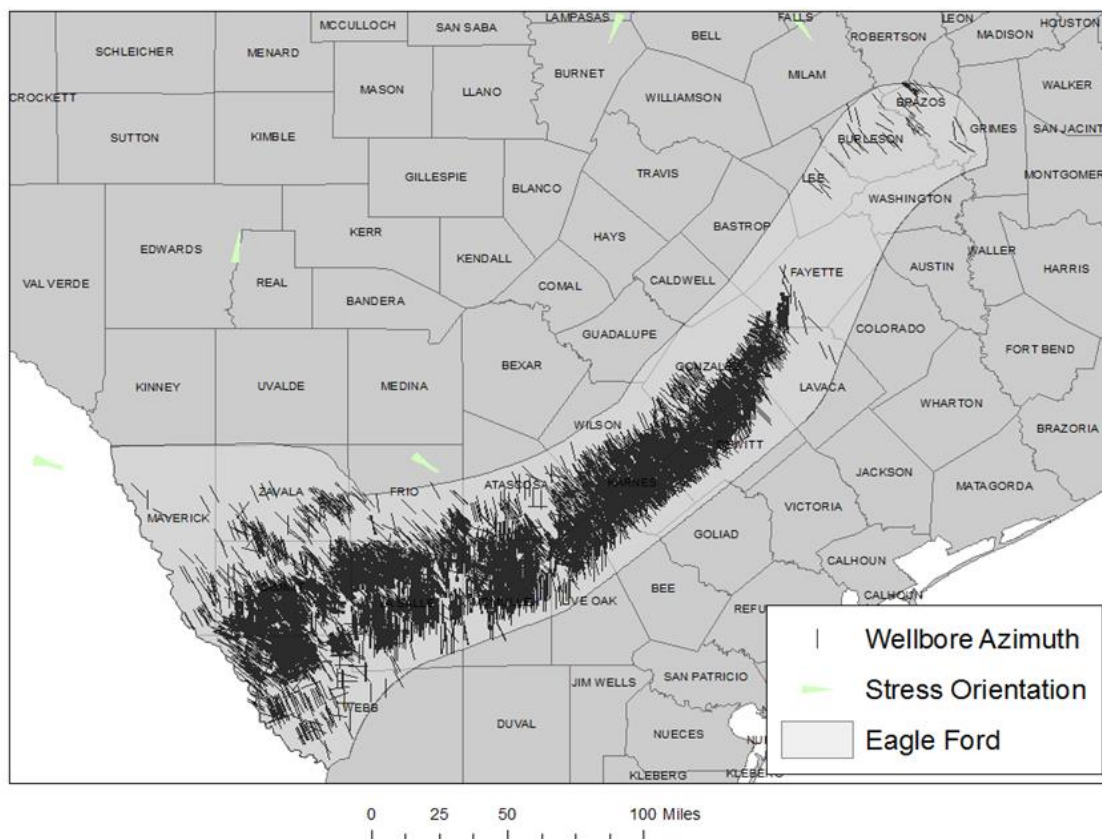 MCCULLOCH
SAN SABA
LAMPASAS
FALLS
LEON
HOUSTON
SCHLEICHER
MENARD
BELL
ROBERTSON
MADISON
CROCKETT
MASON
LLANO
BURNET
MILAM
WALKER
WILLIAMSON
BRAZOS
SUTTON
KIMBLE
BURLESON
GRIMES
SAN JACINT
GILLESPIE
BLANCO
TRAVIS
LEE
MONTGOMER
WASHINGTON
EDWARDS
KERR
HAYS
BASTROP
WALLER
VAL VERDE
REAL
KENDALL
COMAL
CALDWELL
FAYETTE
AUSTIN
HARRIS
BANDERA
GUADALUPE
COLORADO
BEXAR
FORT BEND
KINNEY
UVALDE
MEDINA
LAVACA
WHARTON
WILSON
BRAZORIA
JACKSON
ZAVALA
FRIO
ATASCOSA
KARNES
MATAGORDA
MAVERICK
VICTORIA
GOLIAD
CALHOUN
BEE
CALHOUN
LIVE OAK
WEBB
JIM WELLS
SAN PATRICIO
DUVAL
NUECES
KLEBERG
Wellbore Azimuth
Stress Orientation
Eagle Ford
0 25 50 100 Miles